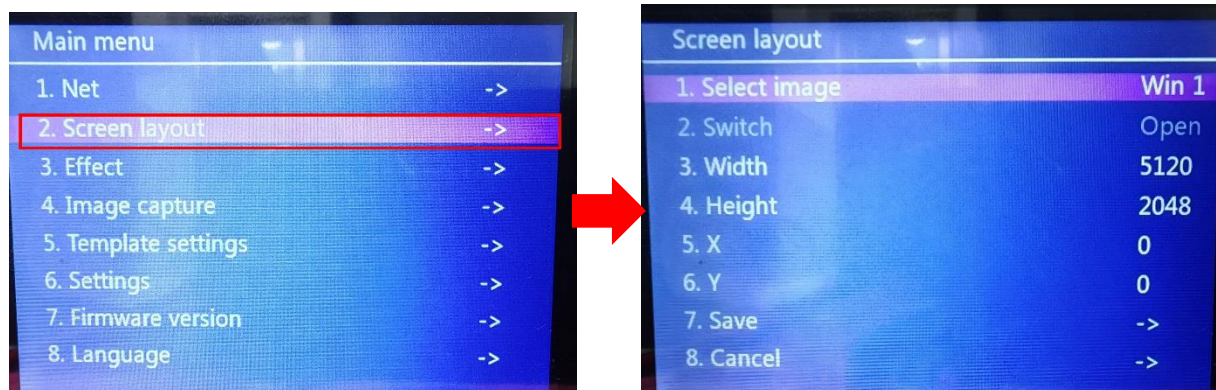 Main menu
1. Net ->
2. Screen layout ->
3. Effect ->
4. Image capture ->
5. Template settings ->
6. Settings ->
7. Firmware version ->
8. Language ->
Screen layout
1. Select image Win 1
2. Switch Open
3. Width 5120
4. Height 2048
5. X 0
6. Y 0
7. Save ->
8. Cancel ->